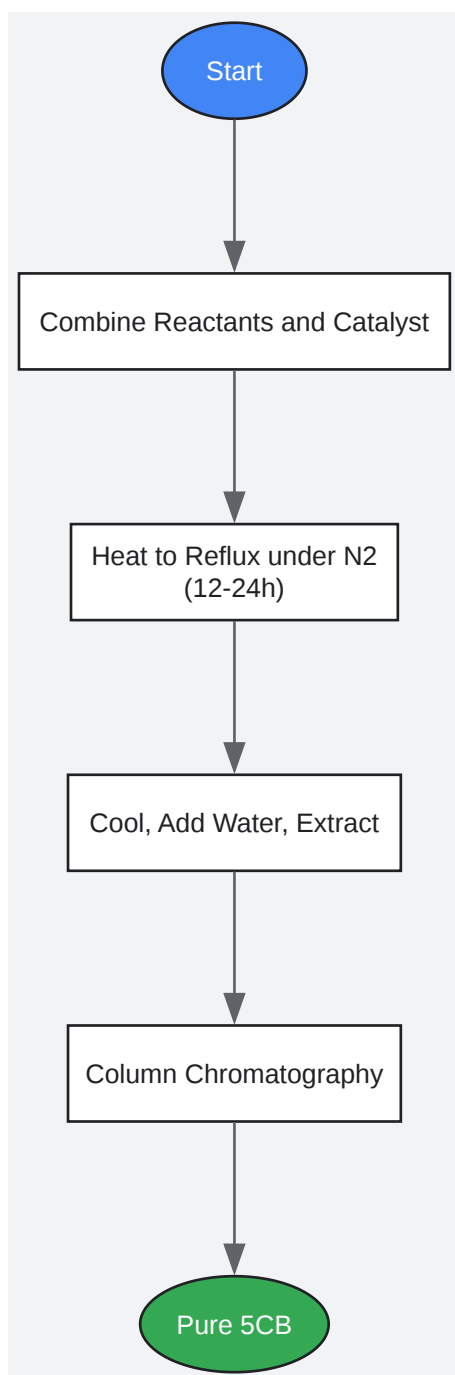 Start
Combine Reactants and Catalyst
Heat to Reflux under N2
(12-24h)
Cool, Add Water, Extract
Column Chromatography
Pure 5CB